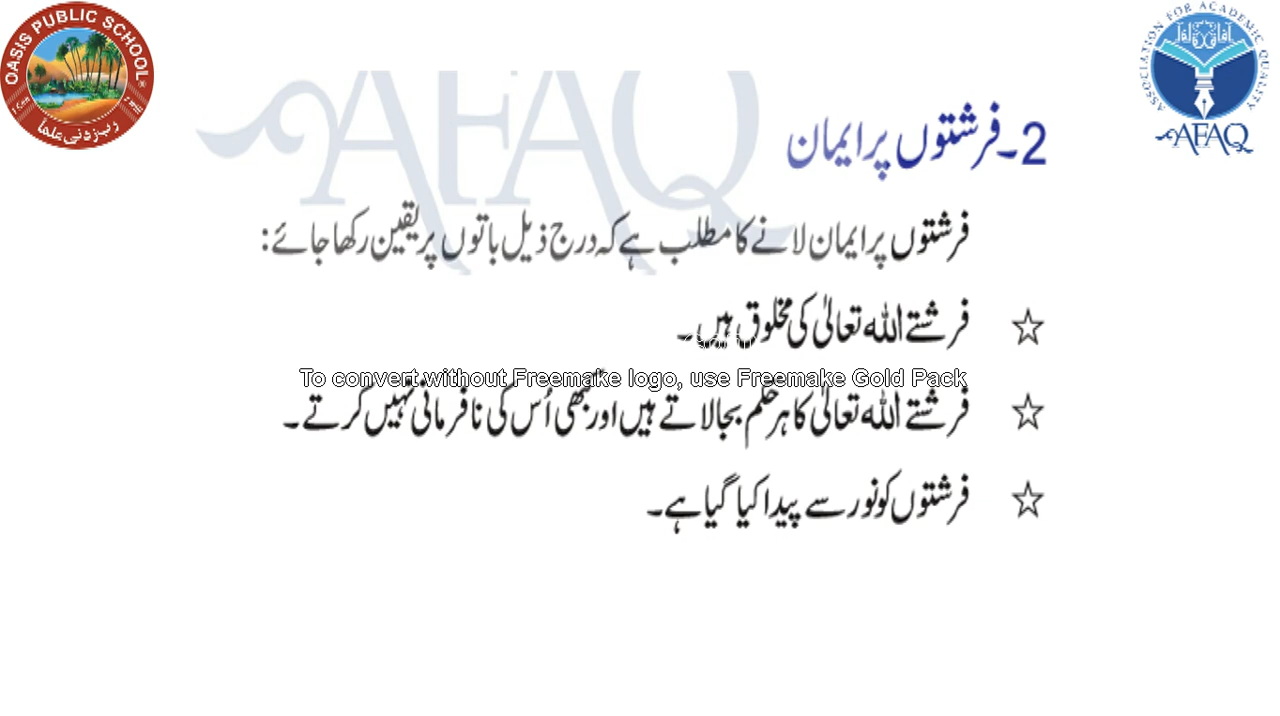 OASIS PUBLIC SCHOOL
رب زدنی علماً
ASSOCIATION FOR ACADEMIC QUALITY
AFAQ
AFAQ
2۔فرشتوں پر ایمان
فرشتوں پر ایمان لانے کا مطلب ہے کہ درج ذیل باتوں پر یقین رکھا جائے:
☆ فرشتے اللہ تعالیٰ کی مخلوق ہیں۔
To convert without Freemake logo, use Freemake Gold Pack
☆ فرشتے اللہ تعالیٰ کا ہر حکم بجا لاتے ہیں اور کبھی اُس کی نافرمانی نہیں کرتے۔
☆ فرشتوں کو نور سے پیدا کیا گیا ہے۔